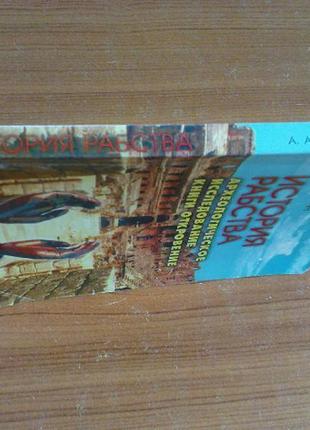 ОРИЯ РАБСТВА
А. А
ИСТОРИЯ
РАБСТВА
АРХЕОЛОГИЧЕСКОЕ
ИССЛЕДОВАНИЕ
КНИГИ ОТКРОВЕНИЕ